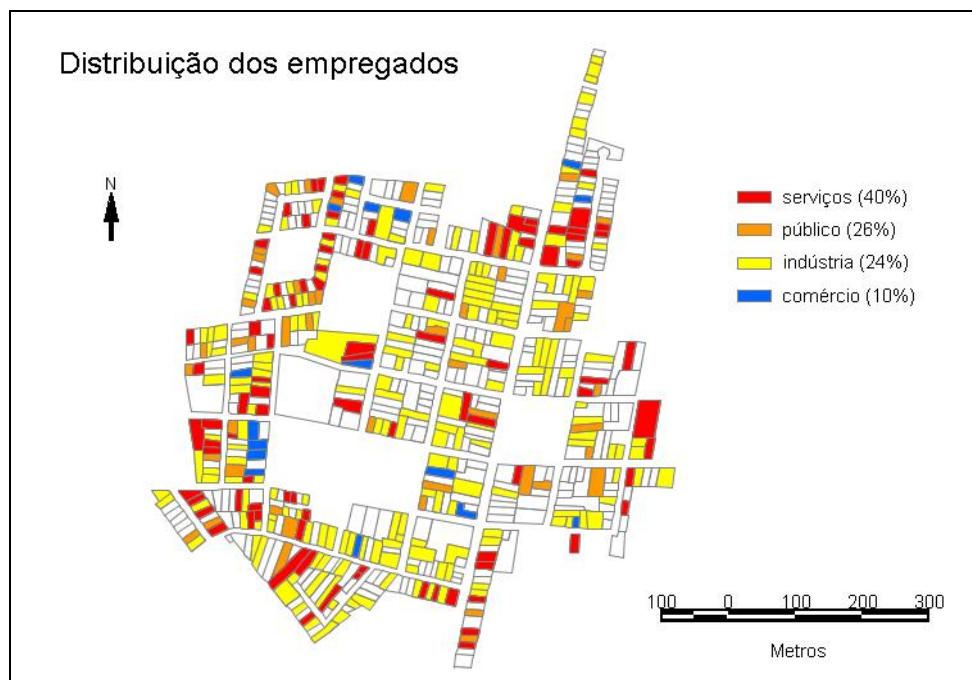 Distribuição dos empregados
N
serviços (40%)
público (26%)
indústria (24%)
comércio (10%)
100 0 100 200 300
Metros